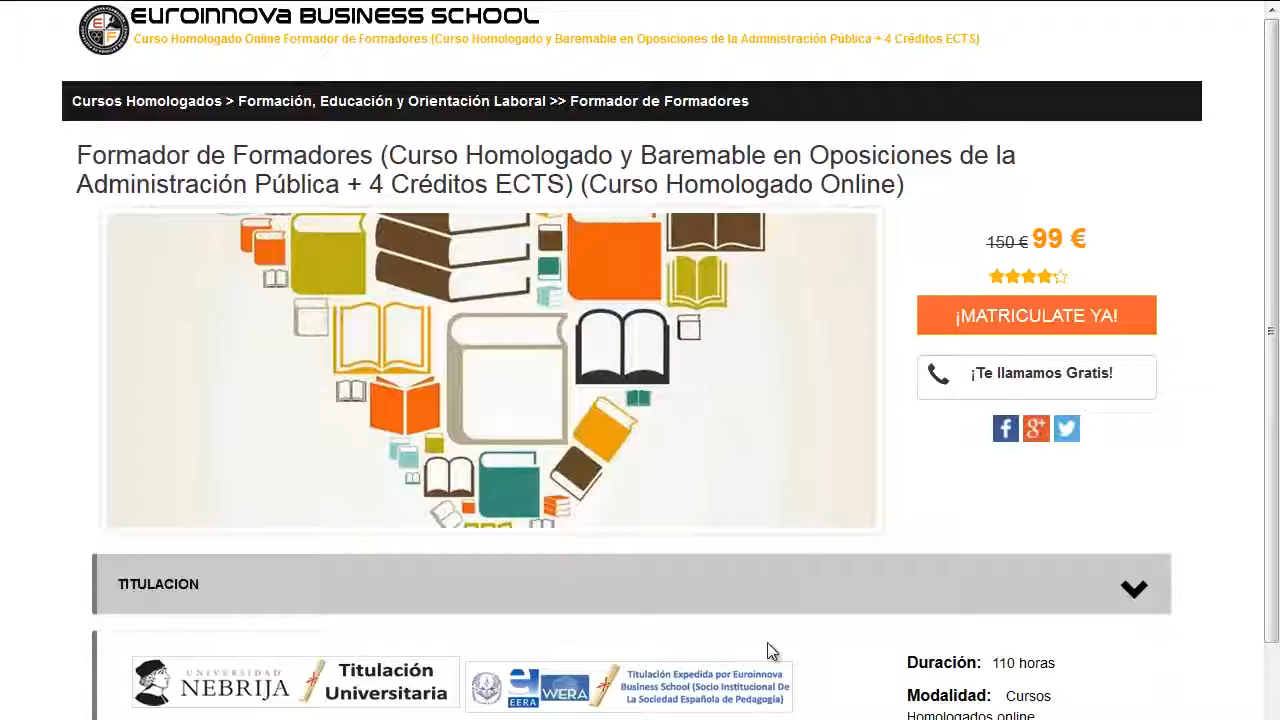 EUROINNOVA BUSINESS SCHOOL
Curso Homologado Online Formador de Formadores (Curso Homologado y Baremable en Oposiciones de la Administración Pública + 4 Créditos ECTS)
Cursos Homologados > Formación, Educación y Orientación Laboral >> Formador de Formadores
Formador de Formadores (Curso Homologado y Baremable en Oposiciones de la
Administración Pública + 4 Créditos ECTS) (Curso Homologado Online)
150 € 99 €
¡MATRICULATE YA!
¡Te llamamos Gratis!
TITULACION
UNIVERSIDAD
NEBRIJA
Titulación
Universitaria
EERA
WERA
Titulación Expedida por Euroinnova
Business School (Socio Institucional De
La Sociedad Española de Pedagogía)
Duración: 110 horas
Modalidad: Cursos
Homologados online